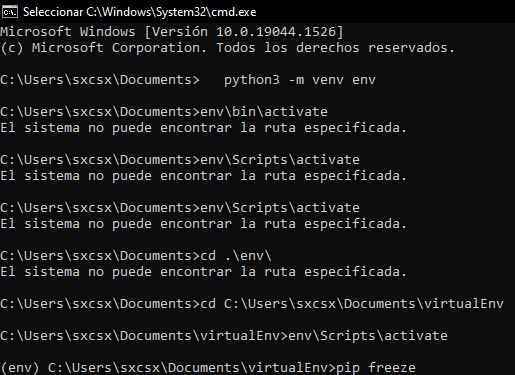 Seleccionar C:\Windows\System32\cmd.exe
Microsoft Windows [Versión 10.0.19044.1526]
(c) Microsoft Corporation. Todos los derechos reservados.
C:\Users\sxcsx\Documents>   python3 -m venv env
C:\Users\sxcsx\Documents>env\bin\activate
El sistema no puede encontrar la ruta especificada.
C:\Users\sxcsx\Documents>env\Scripts\activate
El sistema no puede encontrar la ruta especificada.
C:\Users\sxcsx\Documents>env\Scripts\activate
El sistema no puede encontrar la ruta especificada.
C:\Users\sxcsx\Documents>cd .\env\
El sistema no puede encontrar la ruta especificada.
C:\Users\sxcsx\Documents>cd C:\Users\sxcsx\Documents\virtualEnv
C:\Users\sxcsx\Documents\virtualEnv>env\Scripts\activate
(env) C:\Users\sxcsx\Documents\virtualEnv>pip freeze